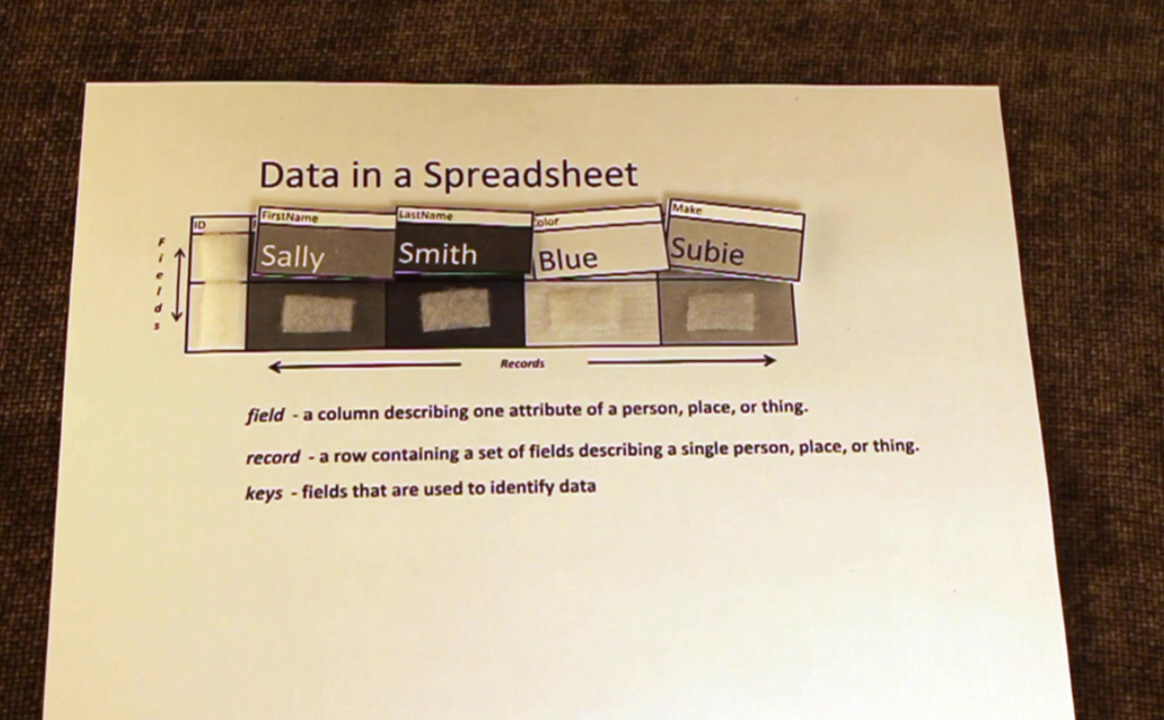 Data in a Spreadsheet
ID FirstName LastName Color Make
Sally Smith Blue Subie
Fields
Records
field - a column describing one attribute of a person, place, or thing.
record - a row containing a set of fields describing a single person, place, or thing.
keys - fields that are used to identify data